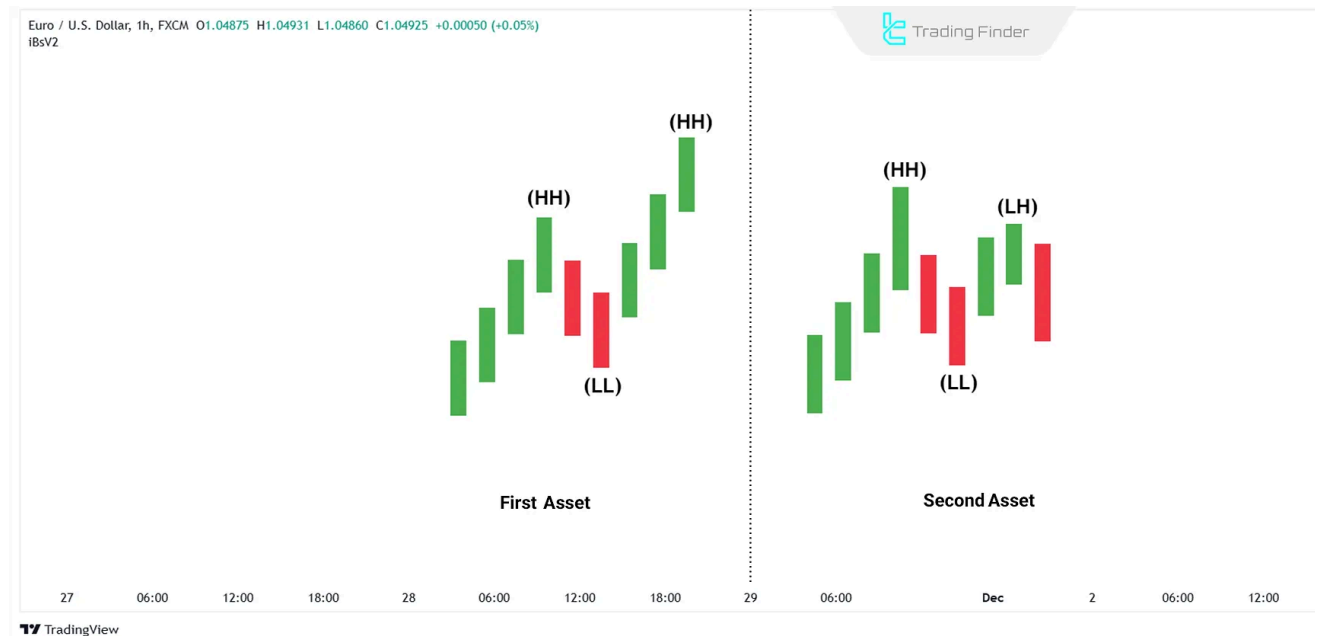 Euro / U.S. Dollar, 1h, FXCM O1.04875 H1.04931 L1.04860 C1.04925 +0.00050 (+0.05%)
iBsV2
Trading Finder
(HH)
(HH)
(LL)
(HH)
(LH)
(LL)
First Asset
Second Asset
27 06:00 12:00 18:00 28 06:00 12:00 18:00 29 06:00 Dec 2 06:00 12:00
TradingView